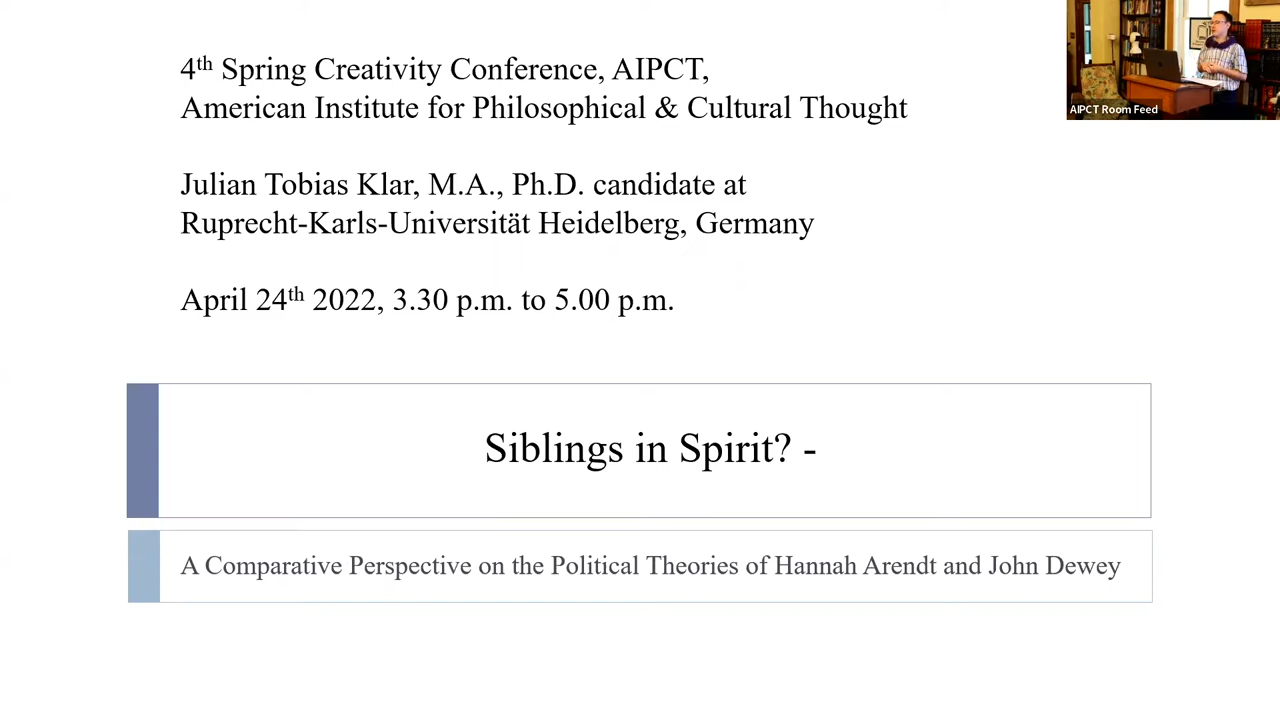 4th Spring Creativity Conference, AIPCT,
American Institute for Philosophical & Cultural Thought
Julian Tobias Klar, M.A., Ph.D. candidate at
Ruprecht-Karls-Universität Heidelberg, Germany
April 24th 2022, 3.30 p.m. to 5.00 p.m.
Siblings in Spirit? -
A Comparative Perspective on the Political Theories of Hannah Arendt and John Dewey
AIPCT Room Feed